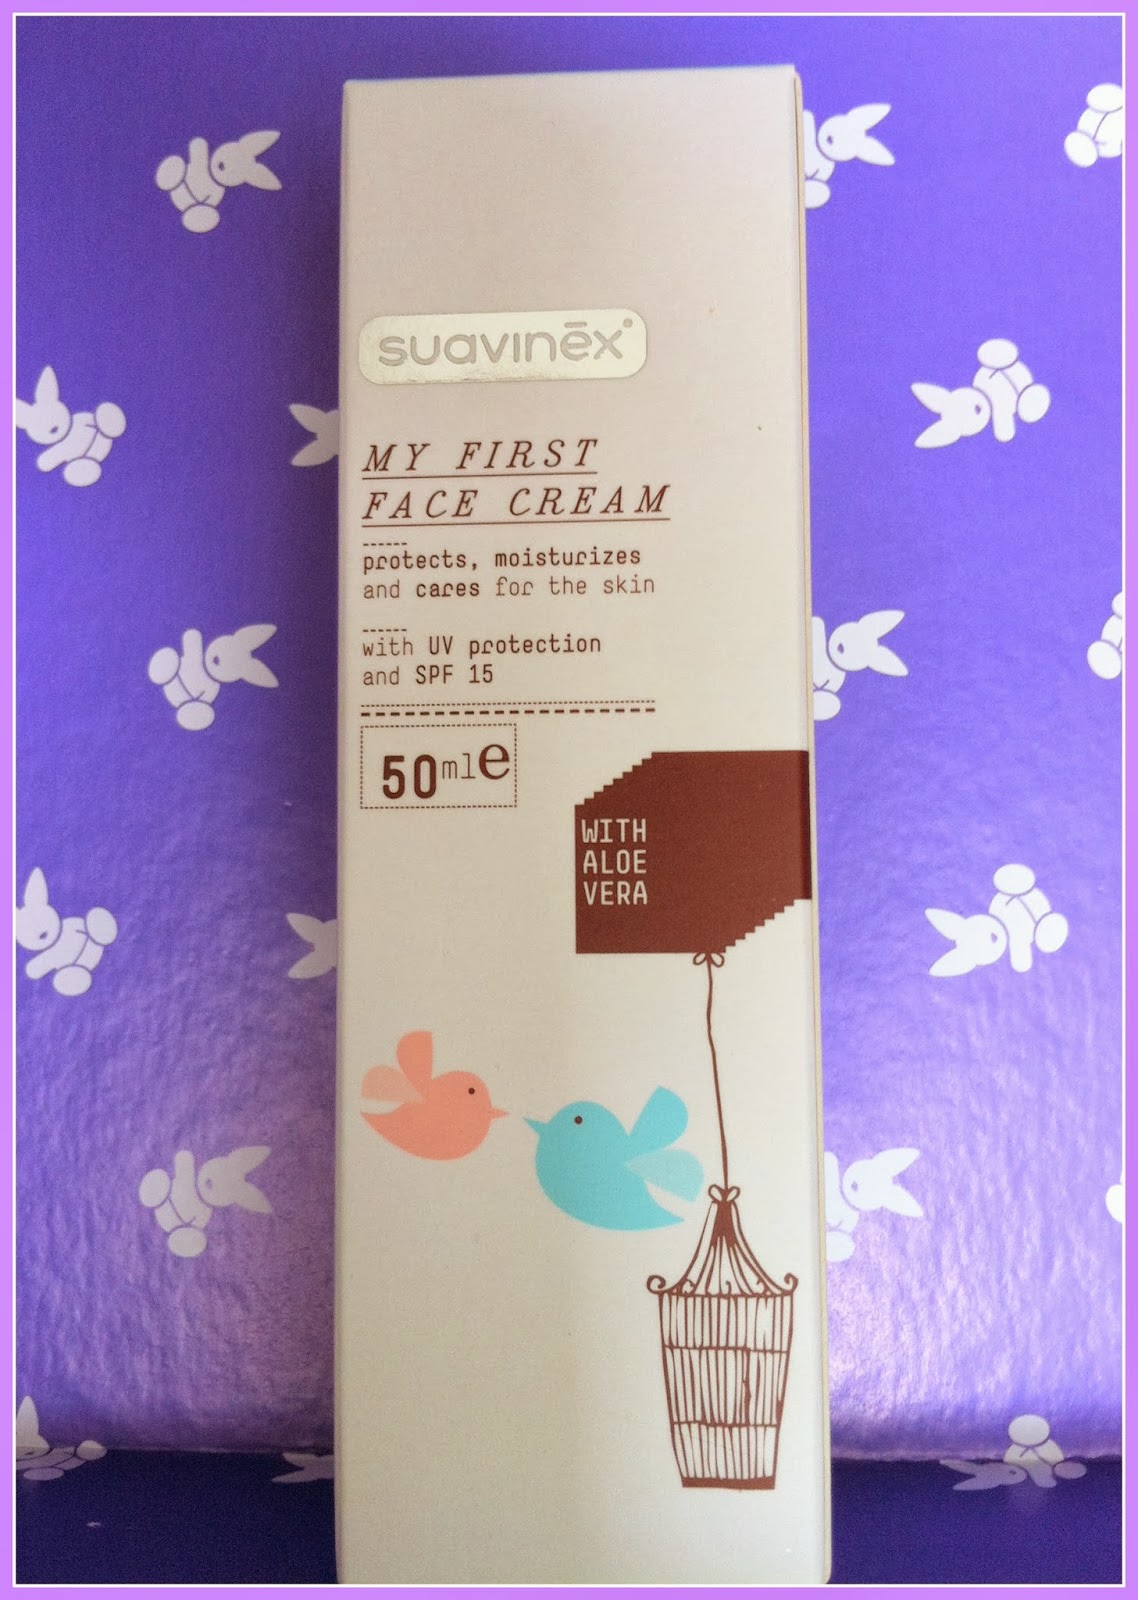 suavinēx
MY FIRST
FACE CREAM
protects, moisturizes
and cares for the skin
with UV protection
and SPF 15
50ml e
WITH
ALOE
VERA